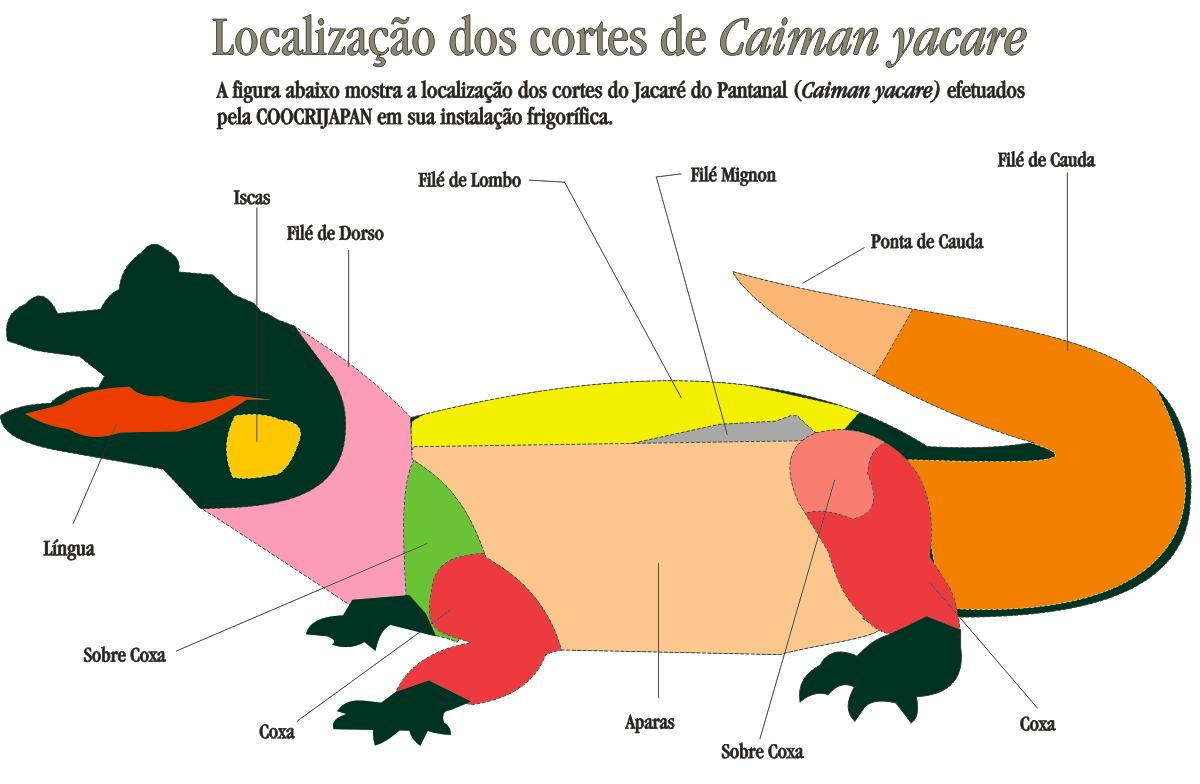 Localização dos cortes de Caiman yacare
A figura abaixo mostra a localização dos cortes do Jacaré do Pantanal (Caiman yacare) efetuados
pela COOCRIJAPAN em sua instalação frigorífica.
Filé de Cauda
Filé de Lombo
Filé Mignon
Iscas
Filé de Dorso
Ponta de Cauda
Língua
Sobre Coxa
Coxa
Aparas
Sobre Coxa
Coxa